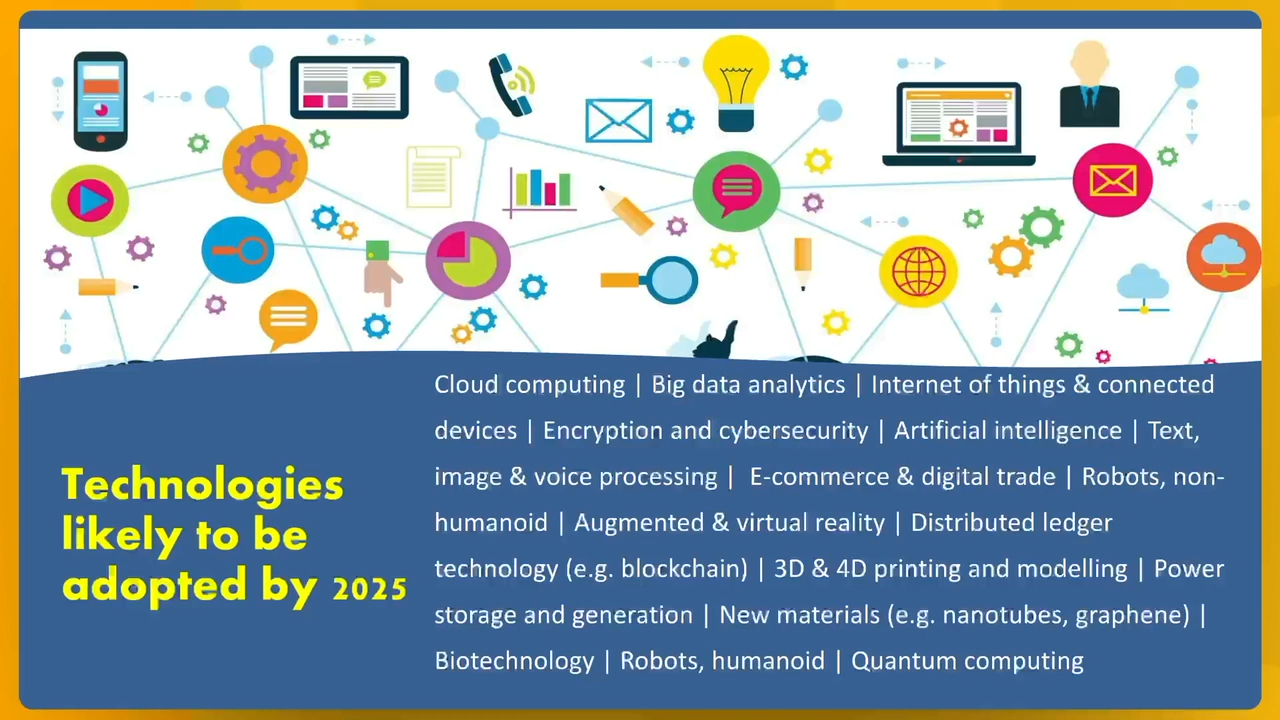 Cloud computing | Big data analytics | Internet of things & connected
devices | Encryption and cybersecurity | Artificial intelligence | Text,
image & voice processing | E-commerce & digital trade | Robots, non-
humanoid | Augmented & virtual reality | Distributed ledger
technology (e.g. blockchain) | 3D & 4D printing and modelling | Power
storage and generation | New materials (e.g. nanotubes, graphene) |
Biotechnology | Robots, humanoid | Quantum computing
Technologies
likely to be
adopted by 2025